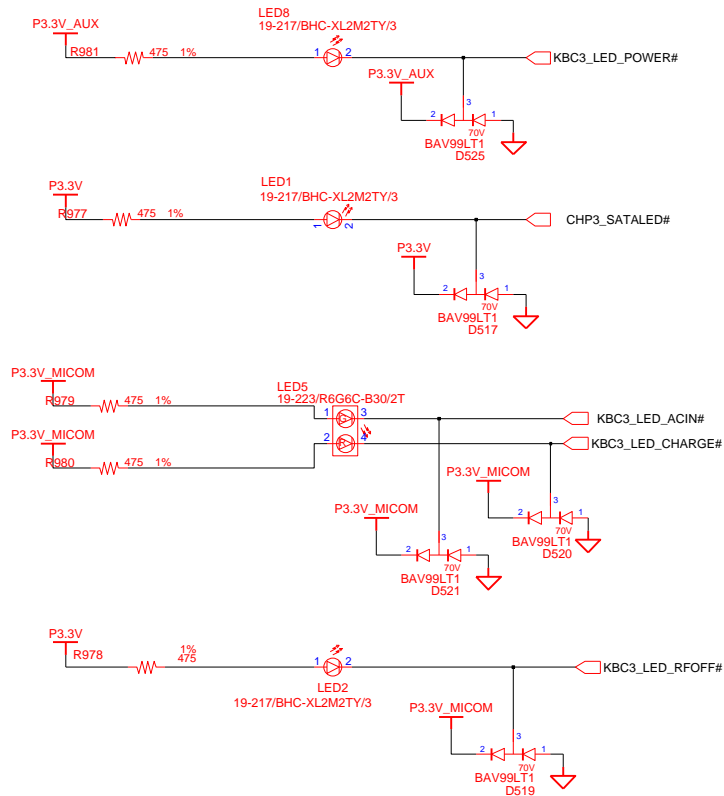 LED8
19-217/BHC-XL2M2TY/3
P3.3V_AUX
R981 475 1%
1 2
KBC3_LED_POWER#
P3.3V_AUX
3
2 1
70V
BAV99LT1
D525
LED1
19-217/BHC-XL2M2TY/3
P3.3V
R977 475 1%
1 2
CHP3_SATALED#
P3.3V
3
2 1
70V
BAV99LT1
D517
P3.3V_MICOM
LED5
19-223/R6G6C-B30/2T
R979 475 1%
1 3
KBC3_LED_ACIN#
P3.3V_MICOM
2 4
KBC3_LED_CHARGE#
R980 475 1%
P3.3V_MICOM
3
2 1
70V
BAV99LT1
D520
P3.3V_MICOM
3
2 1
70V
BAV99LT1
D521
P3.3V
R978
1%
475
1 2
KBC3_LED_RFOFF#
LED2
19-217/BHC-XL2M2TY/3
P3.3V_MICOM
3
2 1
70V
BAV99LT1
D519